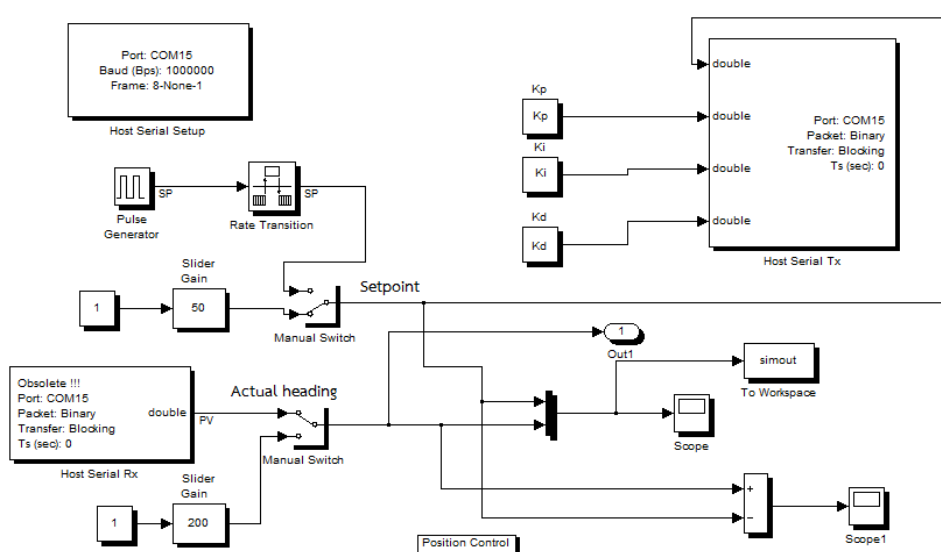 Port: COM15
Baud (Bps): 1000000
Frame: 8-None-1
Host Serial Setup
double
Kp
Kp
double
Port: COM15
Packet: Binary
Transfer: Blocking
Ts (sec): 0
Ki
Ki
double
Kd
Kd
double
Host Serial Tx
SP
Pulse
Generator
SP
Rate Transition
Slider
Gain
1
50
Setpoint
Manual Switch
1
Out1
simout
To Workspace
Obsolete !!!
Port: COM15
Packet: Binary
Transfer: Blocking
Ts (sec): 0
double
PV
Host Serial Rx
Actual heading
Manual Switch
Scope
Slider
Gain
1
200
+
−
Scope1
Position Control